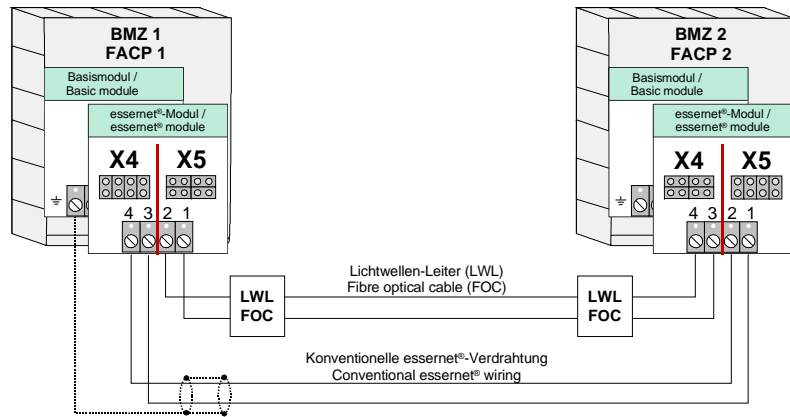 BMZ 1
FACP 1
Basismodul /
Basic module
essernet®-Modul /
essernet® module
X4 X5
4 3 2 1
BMZ 2
FACP 2
Basismodul /
Basic module
essernet®-Modul /
essernet® module
X4 X5
4 3 2 1
LWL
FOC
Lichtwellen-Leiter (LWL)
Fibre optical cable (FOC)
LWL
FOC
Konventionelle essernet®-Verdrahtung
Conventional essernet® wiring